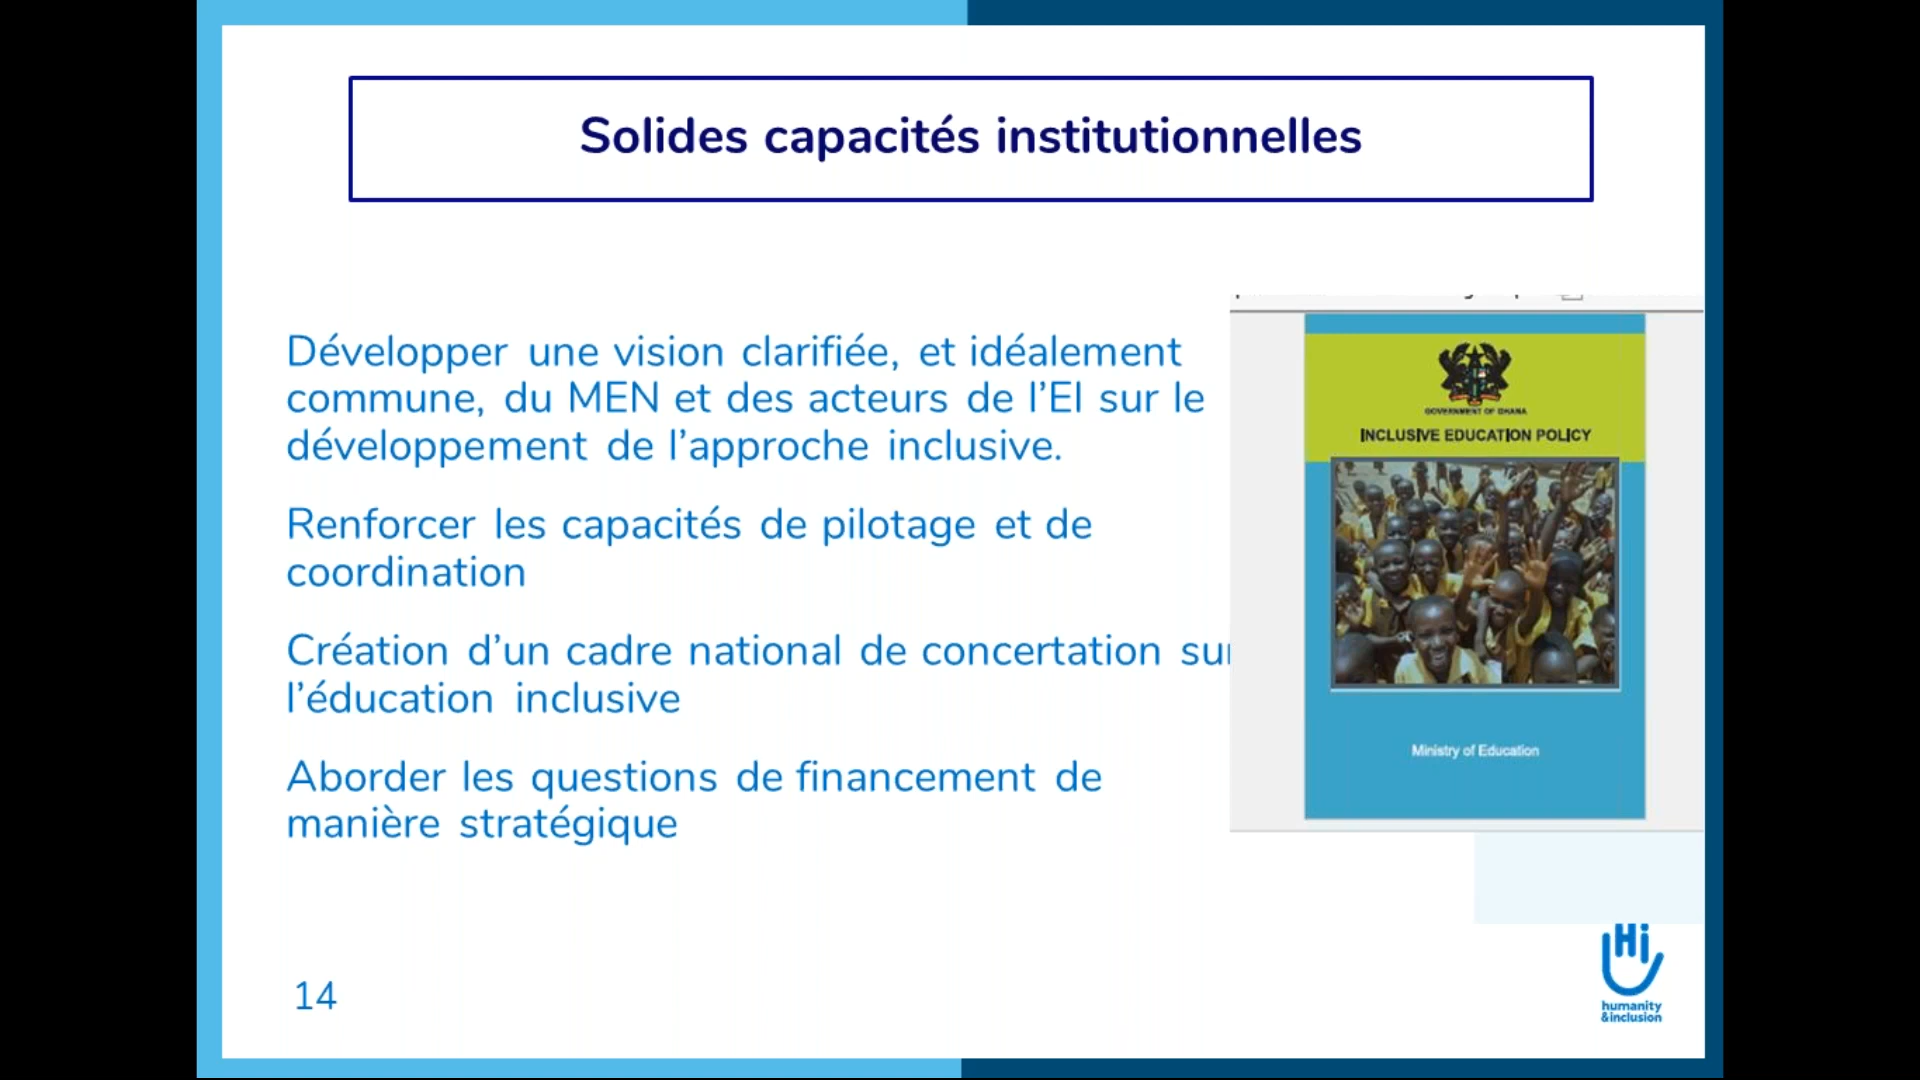 Solides capacités institutionnelles
Développer une vision clarifiée, et idéalement
commune, du MEN et des acteurs de l'EI sur le
développement de l'approche inclusive.
Renforcer les capacités de pilotage et de
coordination
Création d'un cadre national de concertation sur
l'éducation inclusive
Aborder les questions de financement de
manière stratégique
GOVERNMENT OF GHANA
INCLUSIVE EDUCATION POLICY
Ministry of Education
14
Hi
humanity
&inclusion